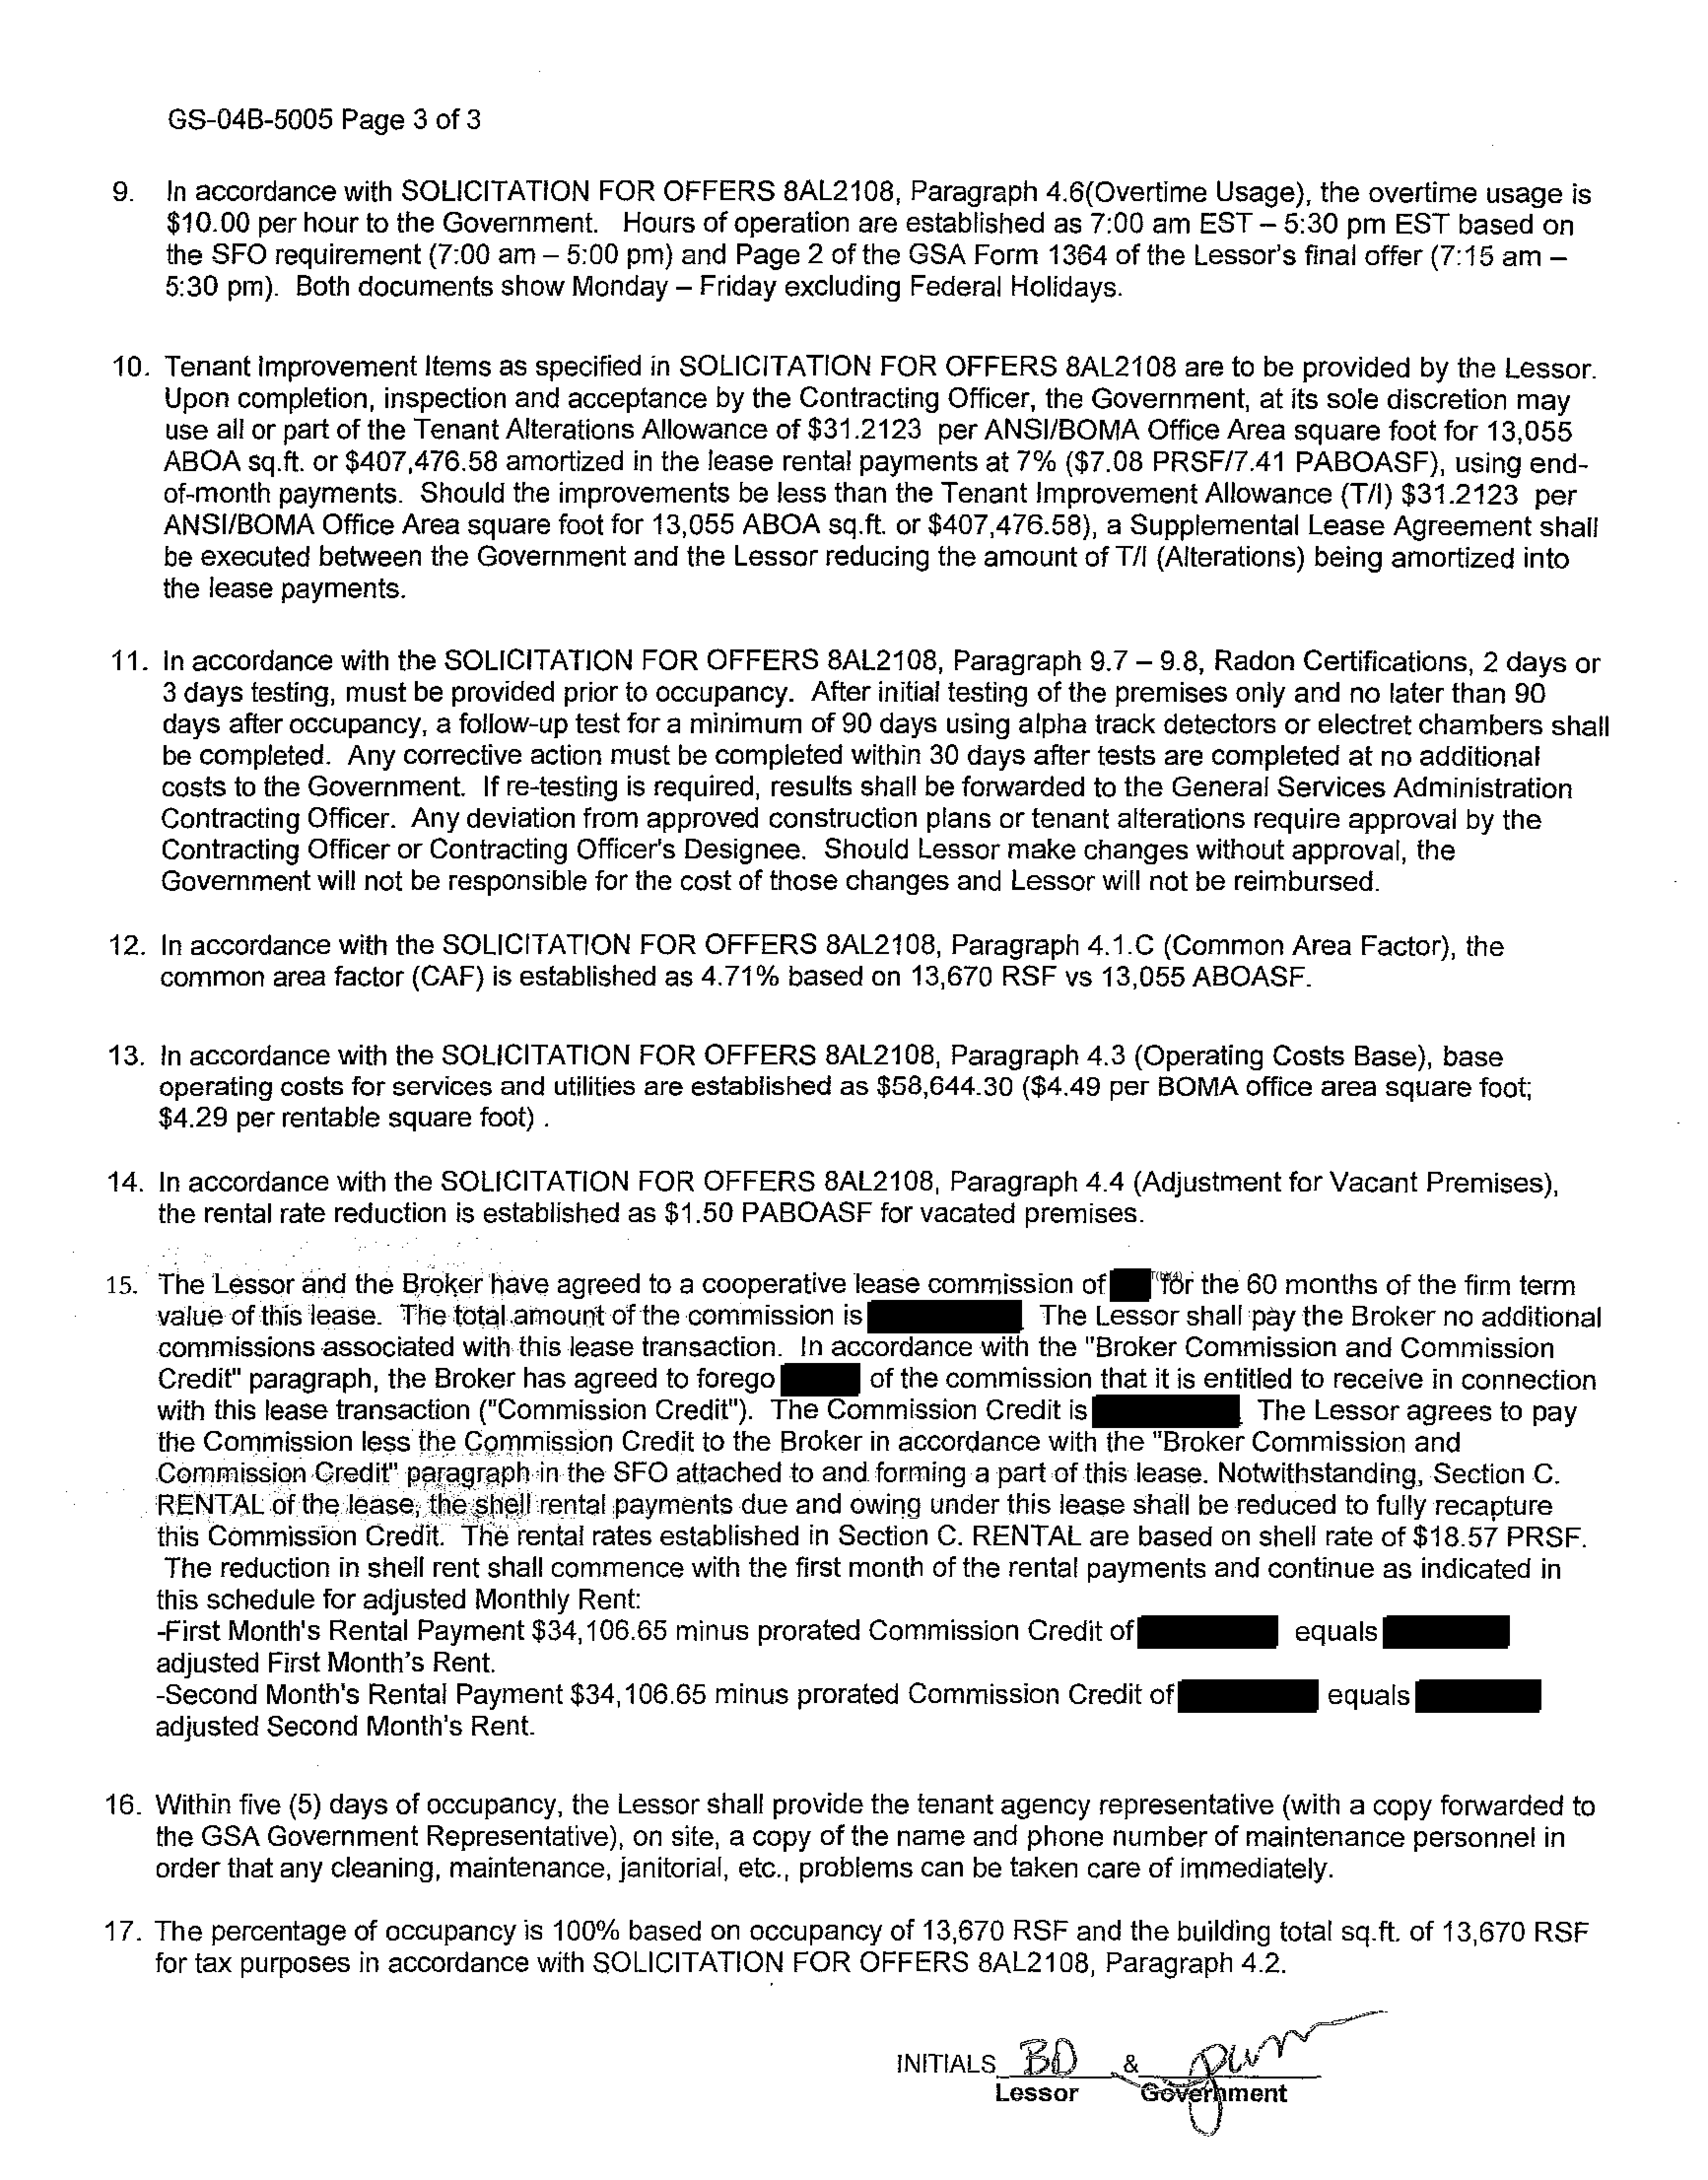 GS-04B-5005 Page 3 of 3
9. In accordance with SOLICITATION FOR OFFERS 8AL2108, Paragraph 4.6(Overtime Usage), the overtime usage is
$10.00 per hour to the Government. Hours of operation are established as 7:00 am EST – 5:30 pm EST based on
the SFO requirement (7:00 am – 5:00 pm) and Page 2 of the GSA Form 1364 of the Lessor's final offer (7:15 am –
5:30 pm). Both documents show Monday – Friday excluding Federal Holidays.
10. Tenant Improvement Items as specified in SOLICITATION FOR OFFERS 8AL2108 are to be provided by the Lessor.
Upon completion, inspection and acceptance by the Contracting Officer, the Government, at its sole discretion may
use all or part of the Tenant Alterations Allowance of $31.2123 per ANSI/BOMA Office Area square foot for 13,055
ABOA sq.ft. or $407,476.58 amortized in the lease rental payments at 7% ($7.08 PRSF/7.41 PABOASF), using end-
of-month payments. Should the improvements be less than the Tenant Improvement Allowance (T/I) $31.2123 per
ANSI/BOMA Office Area square foot for 13,055 ABOA sq.ft. or $407,476.58), a Supplemental Lease Agreement shall
be executed between the Government and the Lessor reducing the amount of T/I (Alterations) being amortized into
the lease payments.
11. In accordance with the SOLICITATION FOR OFFERS 8AL2108, Paragraph 9.7 – 9.8, Radon Certifications, 2 days or
3 days testing, must be provided prior to occupancy. After initial testing of the premises only and no later than 90
days after occupancy, a follow-up test for a minimum of 90 days using alpha track detectors or electret chambers shall
be completed. Any corrective action must be completed within 30 days after tests are completed at no additional
costs to the Government. If re-testing is required, results shall be forwarded to the General Services Administration
Contracting Officer. Any deviation from approved construction plans or tenant alterations require approval by the
Contracting Officer or Contracting Officer's Designee. Should Lessor make changes without approval, the
Government will not be responsible for the cost of those changes and Lessor will not be reimbursed.
12. In accordance with the SOLICITATION FOR OFFERS 8AL2108, Paragraph 4.1.C (Common Area Factor), the
common area factor (CAF) is established as 4.71% based on 13,670 RSF vs 13,055 ABOASF.
13. In accordance with the SOLICITATION FOR OFFERS 8AL2108, Paragraph 4.3 (Operating Costs Base), base
operating costs for services and utilities are established as $58,644.30 ($4.49 per BOMA office area square foot;
$4.29 per rentable square foot) .
14. In accordance with the SOLICITATION FOR OFFERS 8AL2108, Paragraph 4.4 (Adjustment for Vacant Premises),
the rental rate reduction is established as $1.50 PABOASF for vacated premises.
15. The Lessor and the Broker have agreed to a cooperative lease commission of for the 60 months of the firm term
value of this lease. The total amount of the commission is The Lessor shall pay the Broker no additional
commissions associated with this lease transaction. In accordance with the "Broker Commission and Commission
Credit" paragraph, the Broker has agreed to forego of the commission that it is entitled to receive in connection
with this lease transaction ("Commission Credit"). The Commission Credit is The Lessor agrees to pay
the Commission less the Commission Credit to the Broker in accordance with the "Broker Commission and
Commission Credit" paragraph in the SFO attached to and forming a part of this lease. Notwithstanding, Section C.
RENTAL of the lease, the shell rental payments due and owing under this lease shall be reduced to fully recapture
this Commission Credit. The rental rates established in Section C. RENTAL are based on shell rate of $18.57 PRSF.
The reduction in shell rent shall commence with the first month of the rental payments and continue as indicated in
this schedule for adjusted Monthly Rent:
-First Month's Rental Payment $34,106.65 minus prorated Commission Credit of equals
adjusted First Month's Rent.
-Second Month's Rental Payment $34,106.65 minus prorated Commission Credit of equals
adjusted Second Month's Rent.
16. Within five (5) days of occupancy, the Lessor shall provide the tenant agency representative (with a copy forwarded to
the GSA Government Representative), on site, a copy of the name and phone number of maintenance personnel in
order that any cleaning, maintenance, janitorial, etc., problems can be taken care of immediately.
17. The percentage of occupancy is 100% based on occupancy of 13,670 RSF and the building total sq.ft. of 13,670 RSF
for tax purposes in accordance with SOLICITATION FOR OFFERS 8AL2108, Paragraph 4.2.
INITIALS BD &
Lessor Government